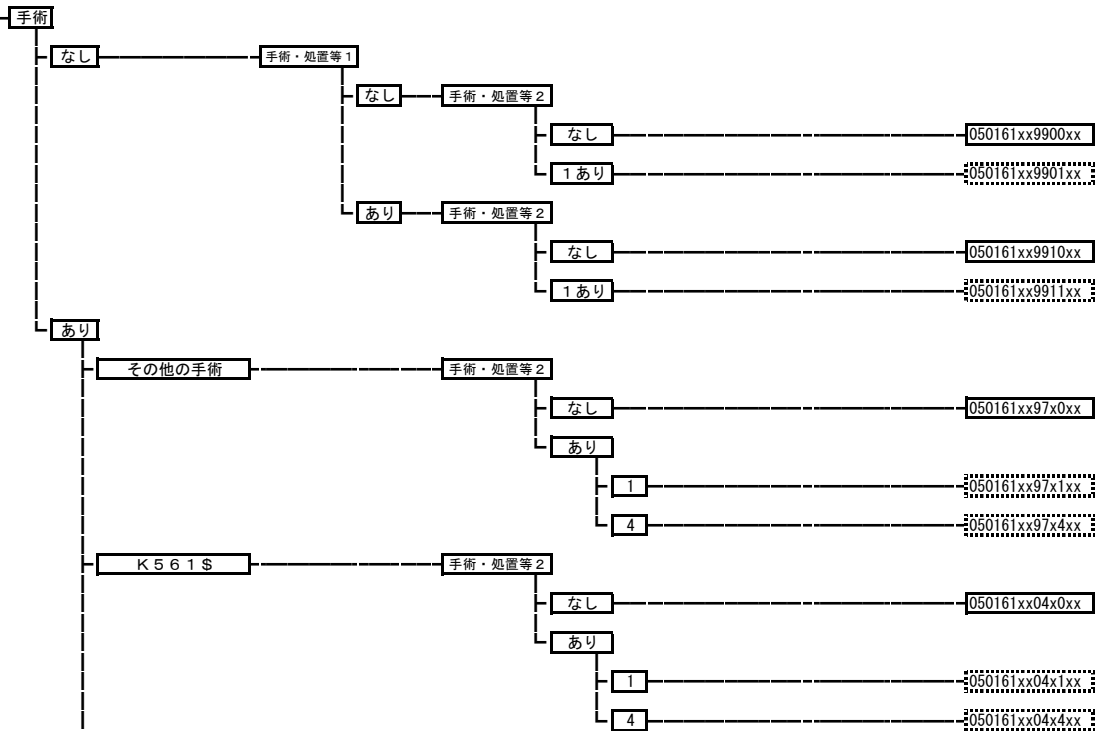 手術
なし 手術・処置等1
なし 手術・処置等2
なし 050161xx9900xx
1あり 050161xx9901xx
あり 手術・処置等2
なし 050161xx9910xx
1あり 050161xx9911xx
あり
その他の手術 手術・処置等2
なし 050161xx97x0xx
あり
1 050161xx97x1xx
4 050161xx97x4xx
K561$ 手術・処置等2
なし 050161xx04x0xx
あり
1 050161xx04x1xx
4 050161xx04x4xx